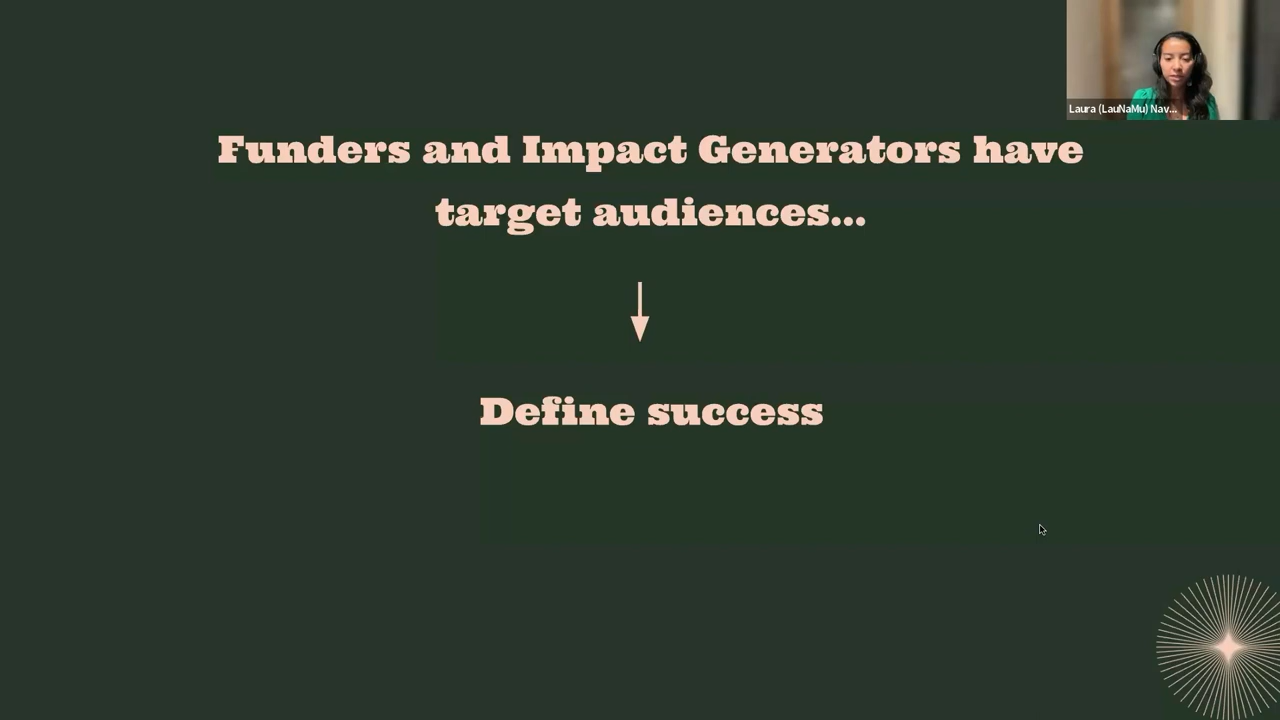 Laura (LauNaMu) Nav...
Funders and Impact Generators have
target audiences...
Define success